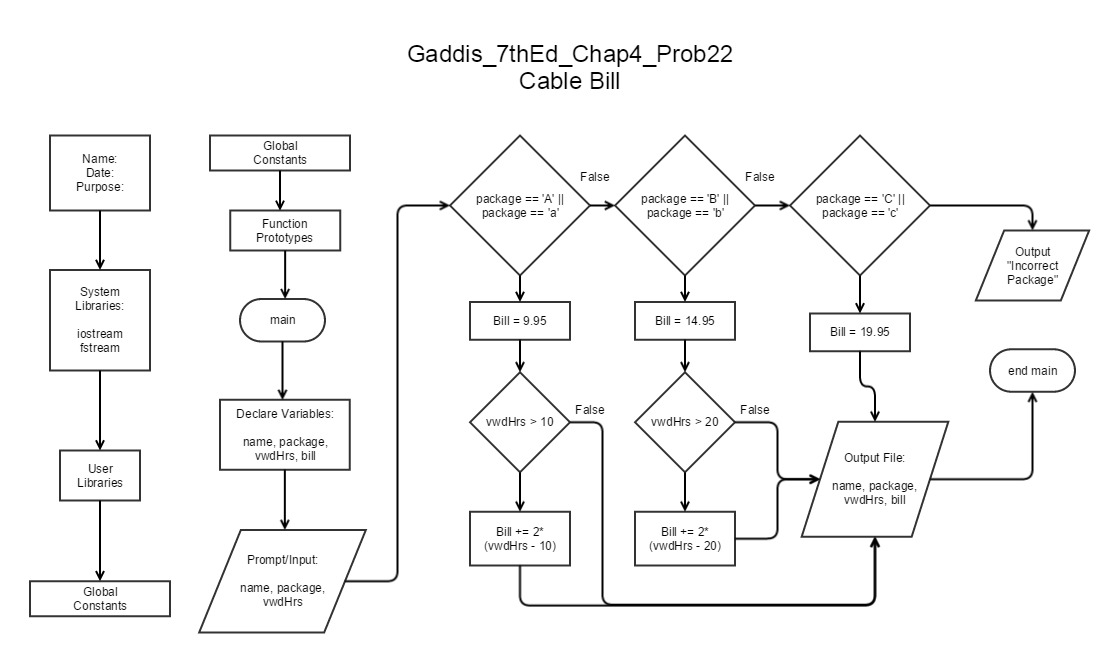 Gaddis_7thEd_Chap4_Prob22
Cable Bill
Name:
Date:
Purpose:
System
Libraries:
iostream
fstream
User
Libraries
Global
Constants
Global
Constants
Function
Prototypes
main
Declare Variables:
name, package,
vwdHrs, bill
Prompt/Input:
name, package,
vwdHrs
package == 'A' ||
package == 'a'
False
Bill = 9.95
vwdHrs > 10
False
Bill += 2*
(vwdHrs - 10)
package == 'B' ||
package == 'b'
False
Bill = 14.95
vwdHrs > 20
False
Bill += 2*
(vwdHrs - 20)
package == 'C' ||
package == 'c'
Bill = 19.95
Output File:
name, package,
vwdHrs, bill
Output
"Incorrect
Package"
end main